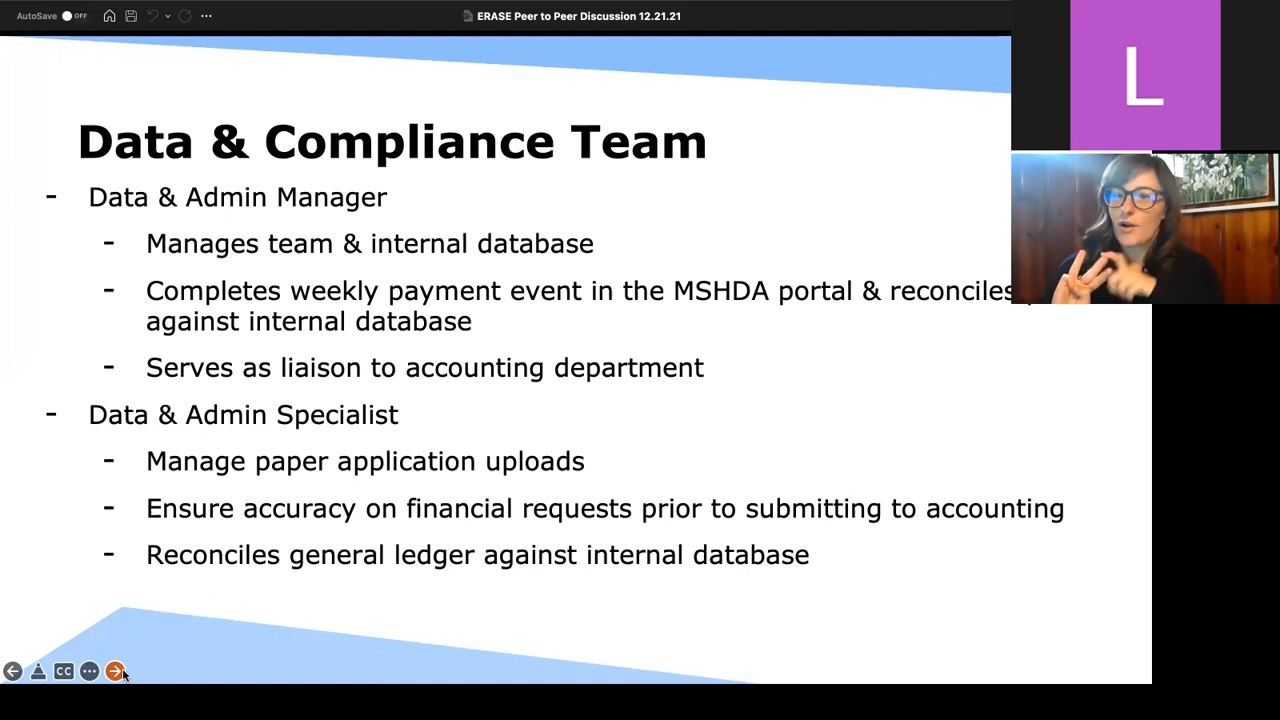 AutoSave OFF
ERASE Peer to Peer Discussion 12.21.21
L
Data & Compliance Team
- Data & Admin Manager
- Manages team & internal database
- Completes weekly payment event in the MSHDA portal & reconciles
against internal database
- Serves as liaison to accounting department
- Data & Admin Specialist
- Manage paper application uploads
- Ensure accuracy on financial requests prior to submitting to accounting
- Reconciles general ledger against internal database
CC